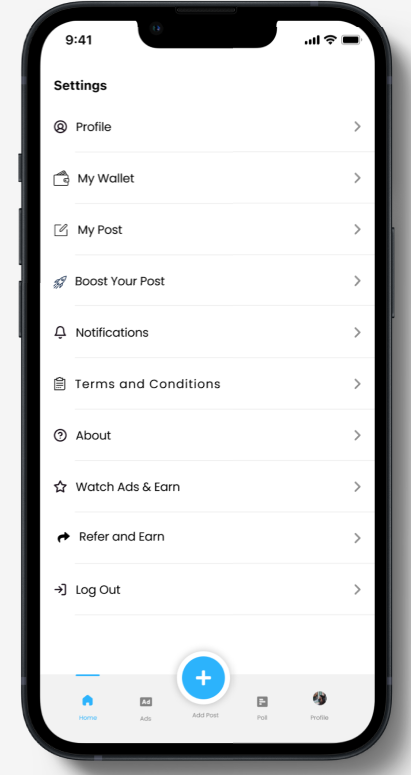 9:41
Settings
Profile
My Wallet
My Post
Boost Your Post
Notifications
Terms and Conditions
About
Watch Ads & Earn
Refer and Earn
Log Out
Ad
Home
Ads
Add Post
Poll
Profile